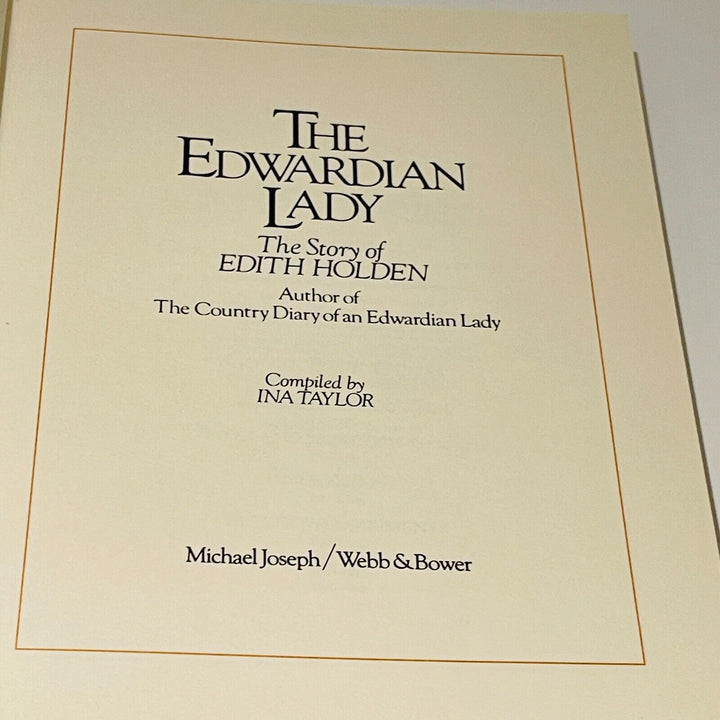 THE
EDWARDIAN
LADY
The Story of
EDITH HOLDEN
Author of
The Country Diary of an Edwardian Lady
Compiled by
INA TAYLOR
Michael Joseph/Webb & Bower